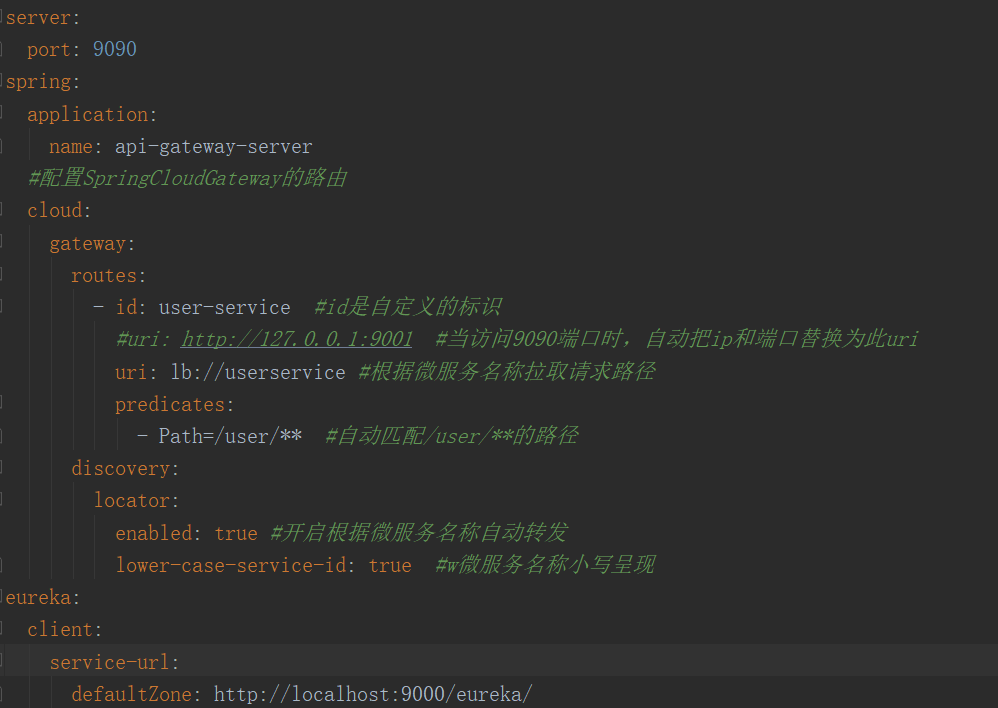 server:
  port: 9090
spring:
  application:
    name: api-gateway-server
  #配置SpringCloudGateway的路由
  cloud:
    gateway:
      routes:
        - id: user-service  #id是自定义的标识
          #uri: http://127.0.0.1:9001  #当访问9090端口时，自动把ip和端口替换为此uri
          uri: lb://userservice #根据微服务名称拉取请求路径
          predicates:
            - Path=/user/**  #自动匹配/user/**的路径
      discovery:
        locator:
          enabled: true #开启根据微服务名称自动转发
          lower-case-service-id: true  #w微服务名称小写呈现
eureka:
  client:
    service-url:
      defaultZone: http://localhost:9000/eureka/